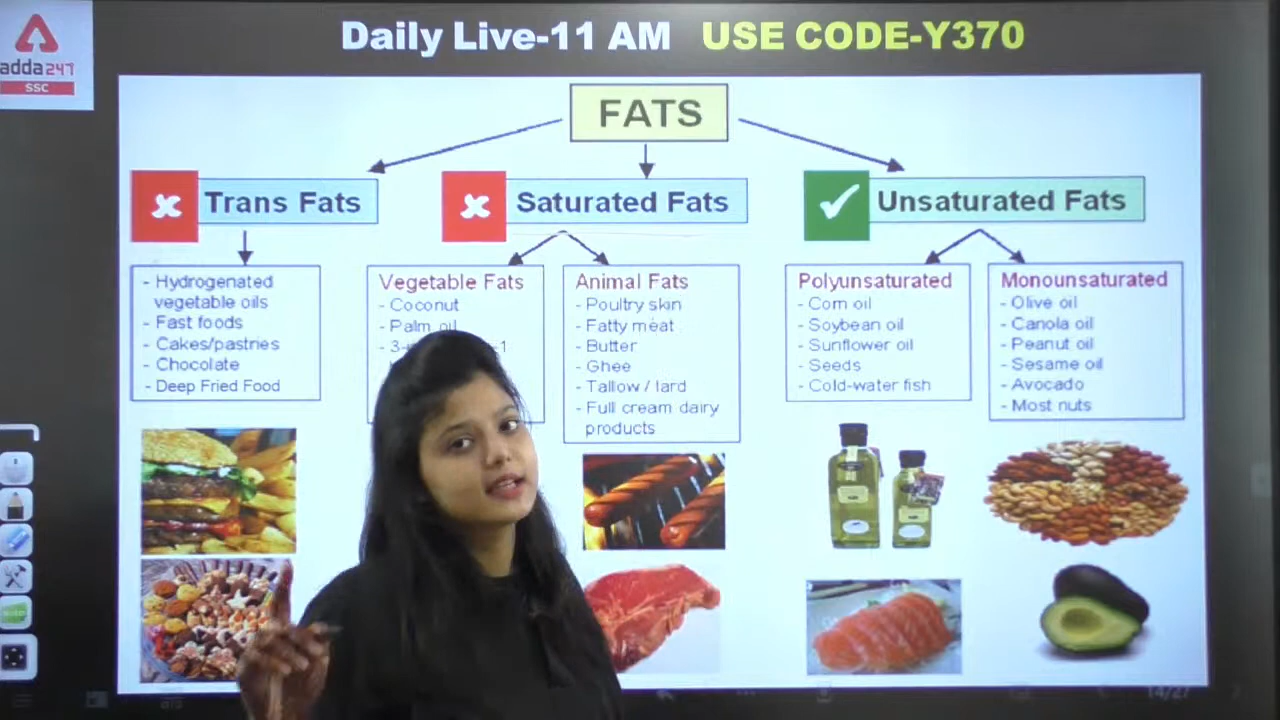 adda247
SSC
Daily Live-11 AM USE CODE-Y370
FATS
Trans Fats
- Hydrogenated
vegetable oils
- Fast foods
- Cakes/pastries
- Chocolate
- Deep Fried Food
Saturated Fats
Vegetable Fats
- Coconut
- Palm oil
Animal Fats
- Poultry skin
- Fatty meat
- Butter
- Ghee
- Tallow / lard
- Full cream dairy
products
Unsaturated Fats
Polyunsaturated
- Corn oil
- Soybean oil
- Sunflower oil
- Seeds
- Cold-water fish
Monounsaturated
- Olive oil
- Canola oil
- Peanut oil
- Sesame oil
- Avocado
- Most nuts